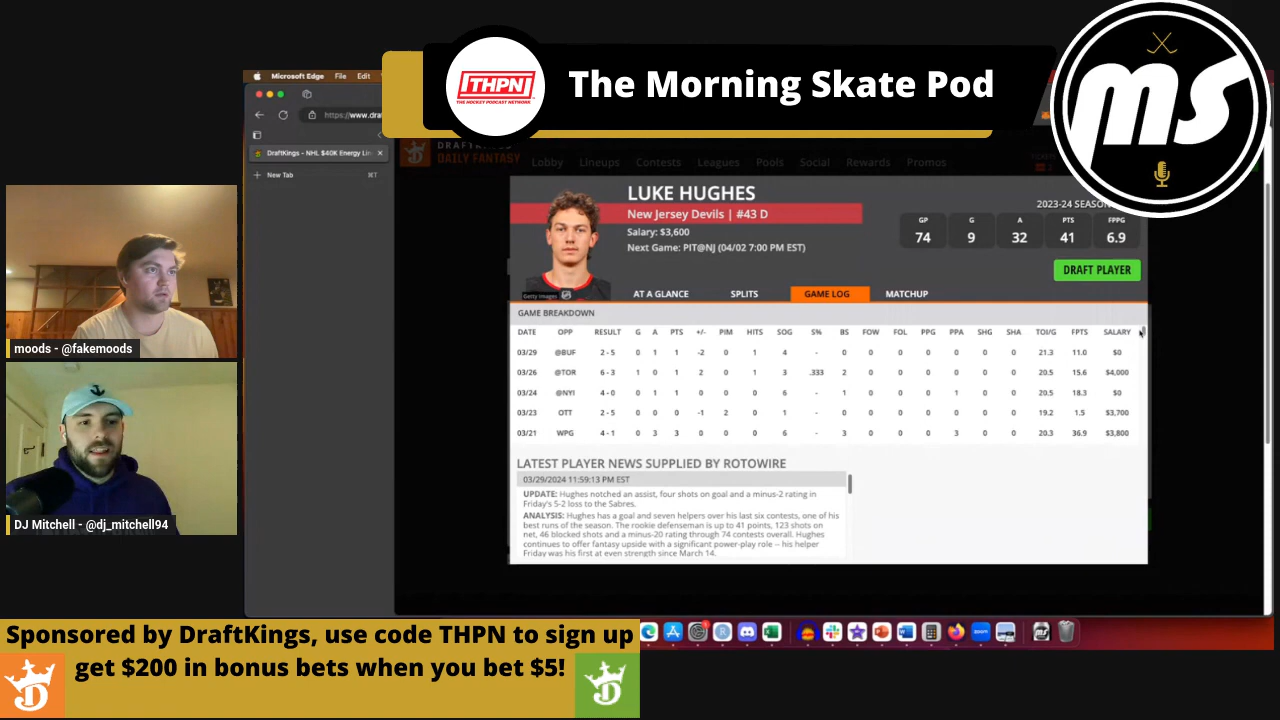 THPN
THE HOCKEY PODCAST NETWORK
The Morning Skate Pod
ms
Microsoft Edge File Edit
https://www.dra
DraftKings - NHL $40K Energy Lin
New Tab ⌘T
DAILY FANTASY
Lobby Lineups Contests Leagues Pools Social Rewards Promos
LUKE HUGHES
New Jersey Devils | #43 D
Salary: $3,600
Next Game: PIT@NJ (04/02 7:00 PM EST)
Getty Images
2023-24 SEASON
GP G A PTS FPPG
74 9 32 41 6.9
DRAFT PLAYER
AT A GLANCE SPLITS GAME LOG MATCHUP
GAME BREAKDOWN
DATE OPP RESULT G A PTS +/- PIM HITS SOG S% BS FOW FOL PPG PPA SHG SHA TOI/G FPTS SALARY
03/29 @BUF 2 - 5 0 1 1 -2 0 1 4 - 0 0 0 0 0 0 0 21.3 11.0 $0
03/26 @TOR 6 - 3 1 0 1 2 0 1 3 .333 2 0 0 0 0 0 0 20.5 15.6 $4,000
03/24 @NYI 4 - 0 0 1 1 0 0 0 6 - 1 0 0 0 1 0 0 20.5 18.3 $0
03/23 OTT 2 - 5 0 0 0 -1 2 0 1 - 0 0 0 0 0 0 0 19.2 1.5 $3,700
03/21 WPG 4 - 1 0 3 3 0 0 0 6 - 3 0 0 0 3 0 0 20.3 36.9 $3,800
LATEST PLAYER NEWS SUPPLIED BY ROTOWIRE
03/29/2024 11:59:13 PM EST
UPDATE: Hughes notched an assist, four shots on goal and a minus-2 rating in
Friday's 5-2 loss to the Sabres.
ANALYSIS: Hughes has a goal and seven helpers over his last six contests, one of his
best runs of the season. The rookie defenseman is up to 41 points, 123 shots on
net, 46 blocked shots and a minus-20 rating through 74 contests overall. Hughes
continues to offer fantasy upside with a significant power-play role -- his helper
Friday was his first at even strength since March 14.
moods - @fakemoods
DJ Mitchell - @dj_mitchell94
Sponsored by DraftKings, use code THPN to sign up
get $200 in bonus bets when you bet $5!